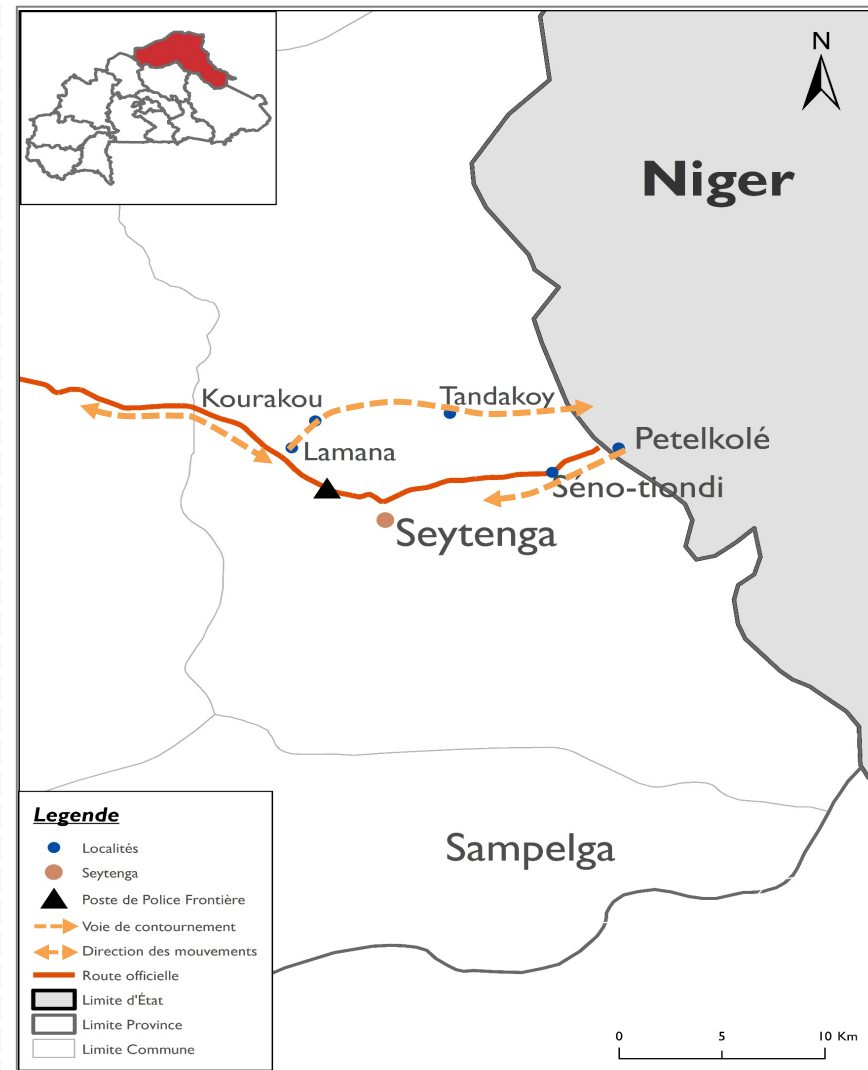 N
Niger
Kourakou
Tandakoy
Lamana
Petelkolé
Séno-tiondi
Seytenga
Sampelga
Legende
Localités
Seytenga
Poste de Police Frontière
Voie de contournement
Direction des mouvements
Route officielle
Limite d'État
Limite Province
Limite Commune
0 5 10 Km